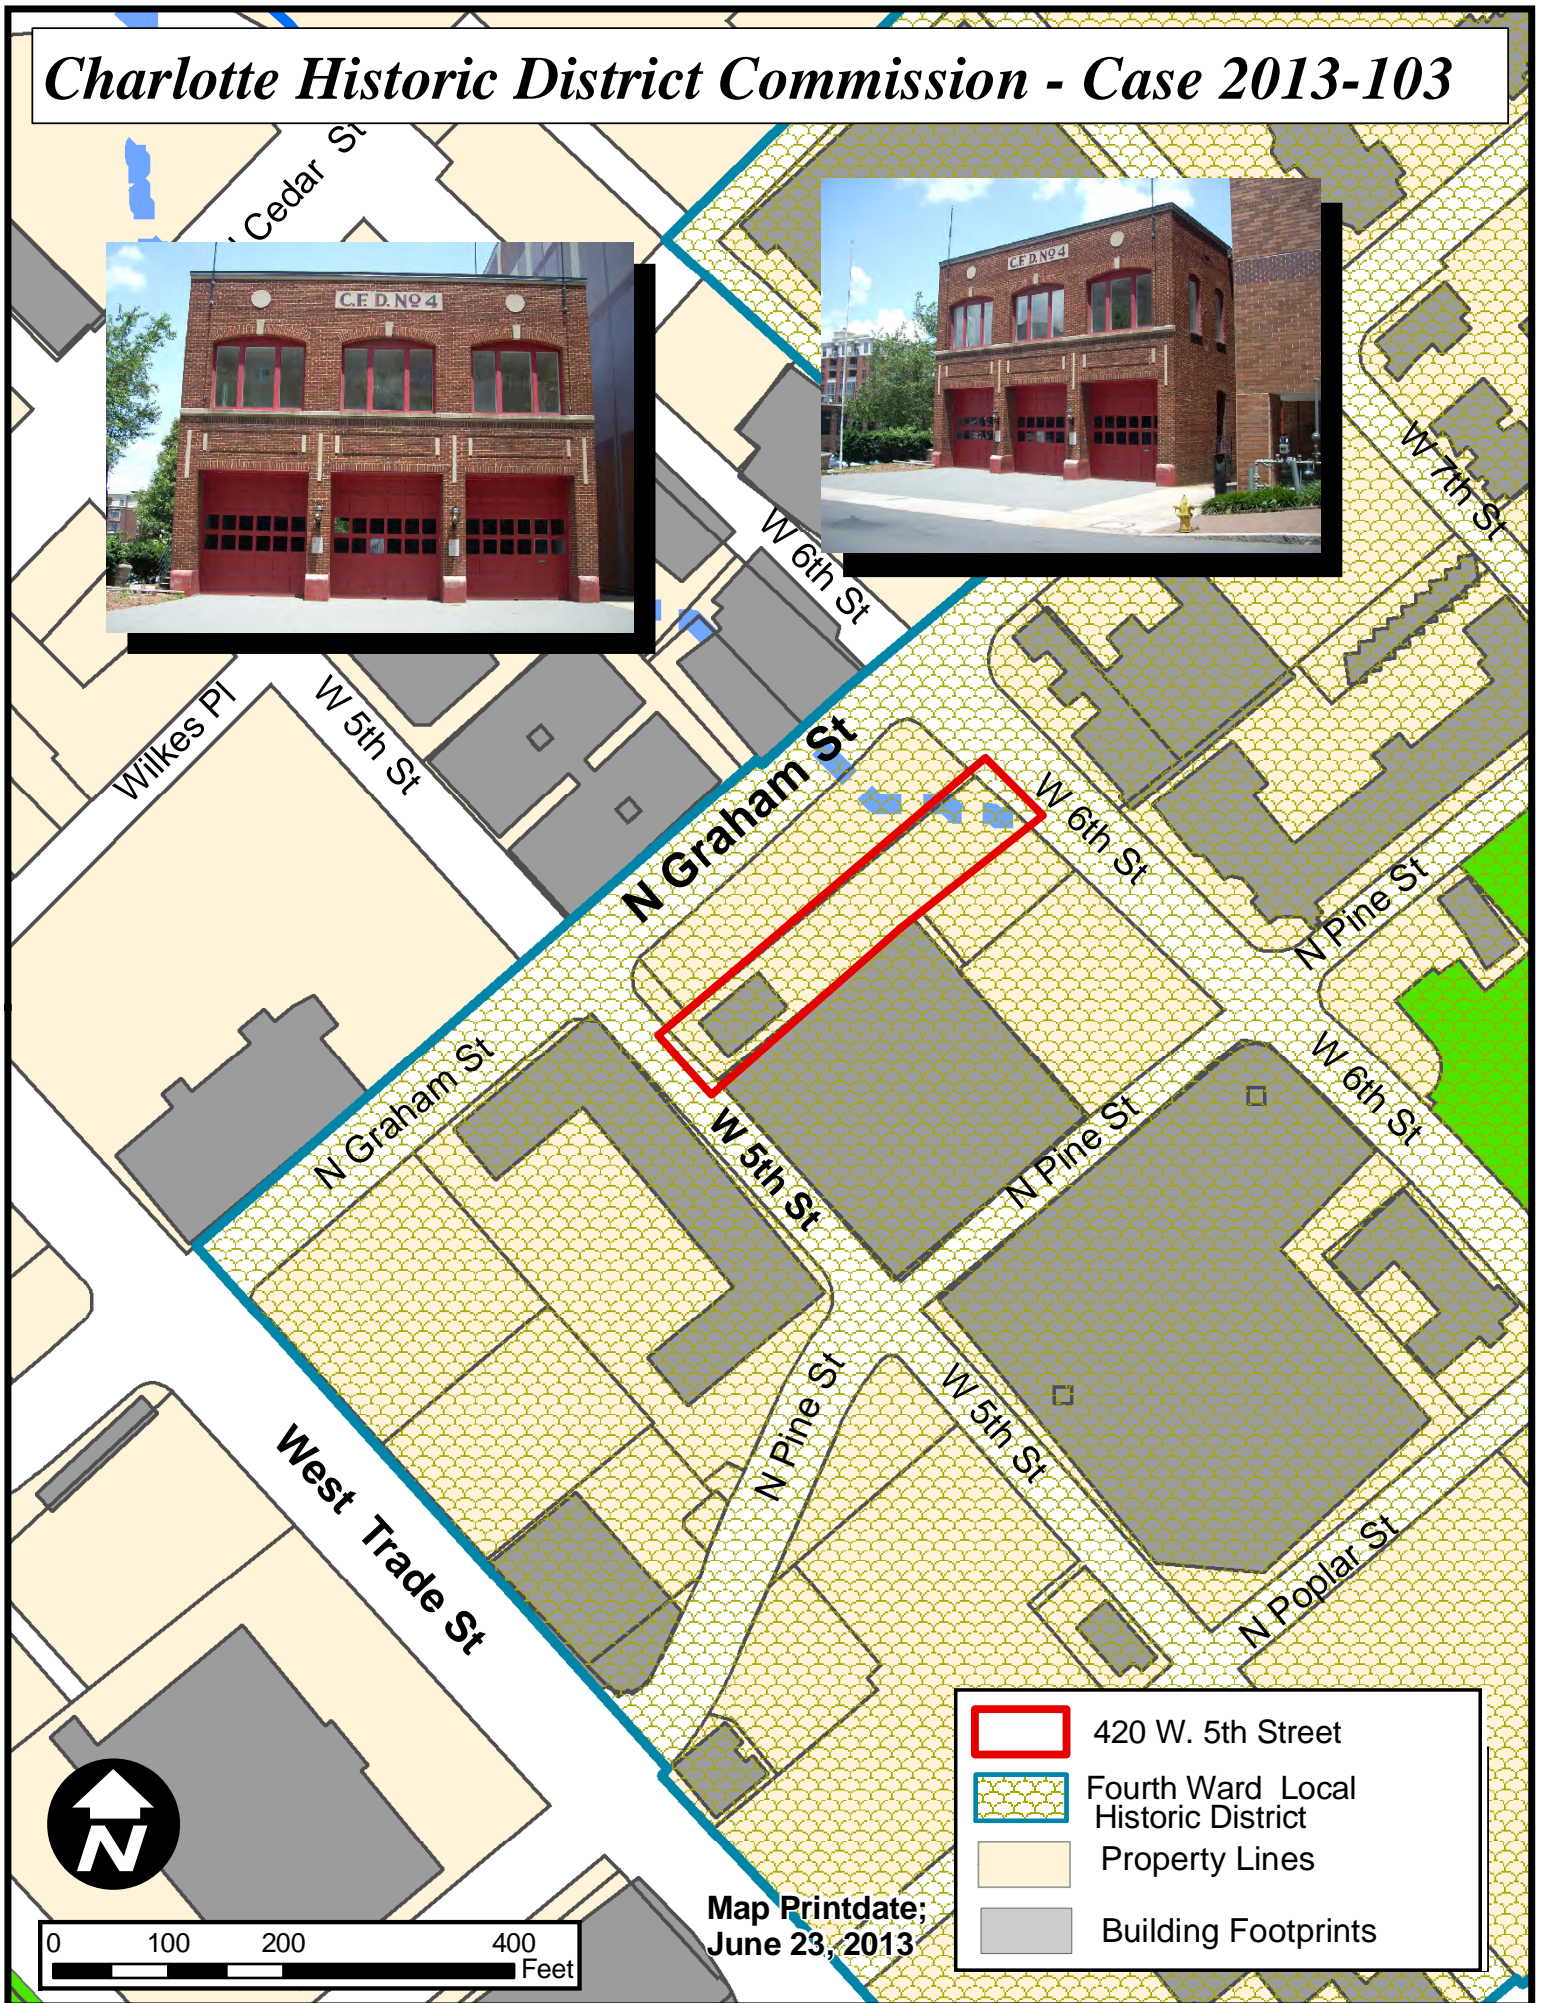 Charlotte Historic District Commission - Case 2013-103
Cedar St
C.F.D. Nº 4
C.F.D. Nº 4
W 7th St
W 6th St
Wilkes Pl
W 5th St
N Graham St
W 6th St
N Pine St
N Graham St
W 6th St
W 5th St
N Pine St
N Pine St
W 5th St
West Trade St
N Poplar St
420 W. 5th Street
Fourth Ward Local
Historic District
Property Lines
Building Footprints
N
Map Printdate;
June 23, 2013
0 100 200 400
Feet